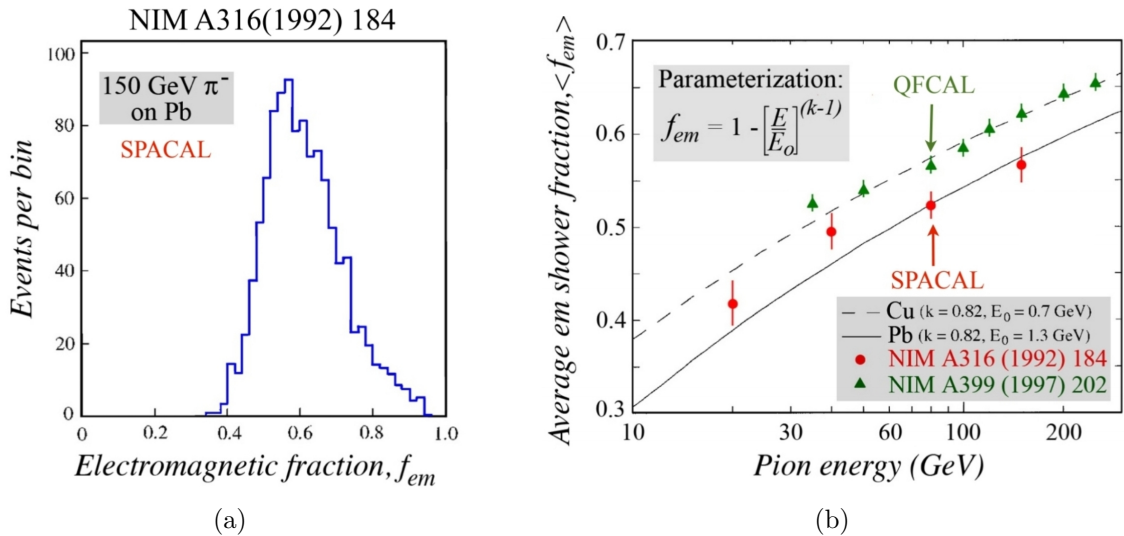 NIM A316(1992) 184
100
80
60
40
20
0
0
0.2
0.4
0.6
0.8
1.0
Events per bin
150 GeV π⁻
on Pb
SPACAL
Electromagnetic fraction, f_em
(a)
Average em shower fraction, <f_em>
0.7
0.6
0.5
0.4
0.3
Parameterization:
f_em = 1 - [E/E_o]^(k-1)
QFCAL
SPACAL
Cu (k = 0.82, E₀ = 0.7 GeV)
Pb (k = 0.82, E₀ = 1.3 GeV)
NIM A316 (1992) 184
NIM A399 (1997) 202
10
30
60
100
200
Pion energy (GeV)
(b)